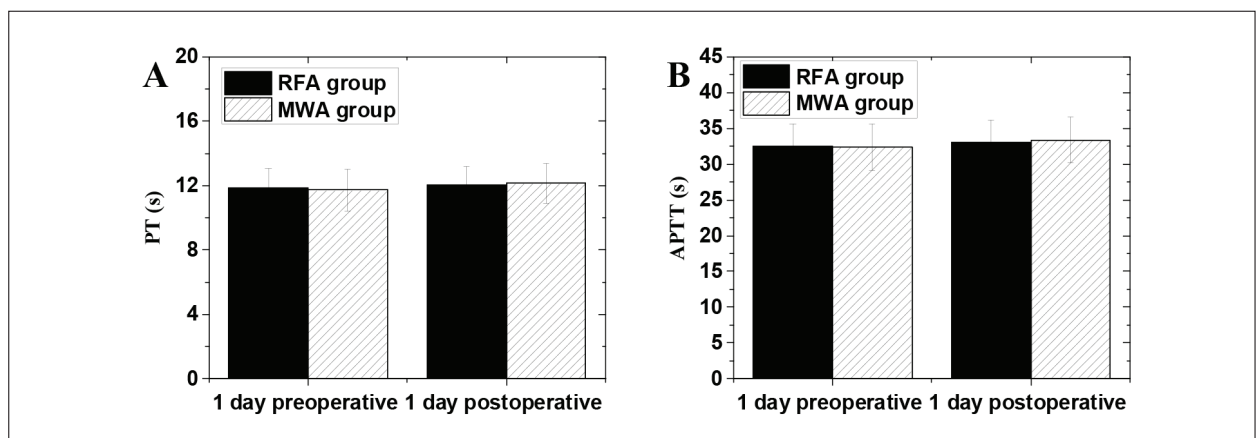 A
20
16
12
8
4
0
PT (s)
RFA group
MWA group
1 day preoperative
1 day postoperative
B
45
40
35
30
25
20
15
10
5
0
APTT (s)
RFA group
MWA group
1 day preoperative
1 day postoperative